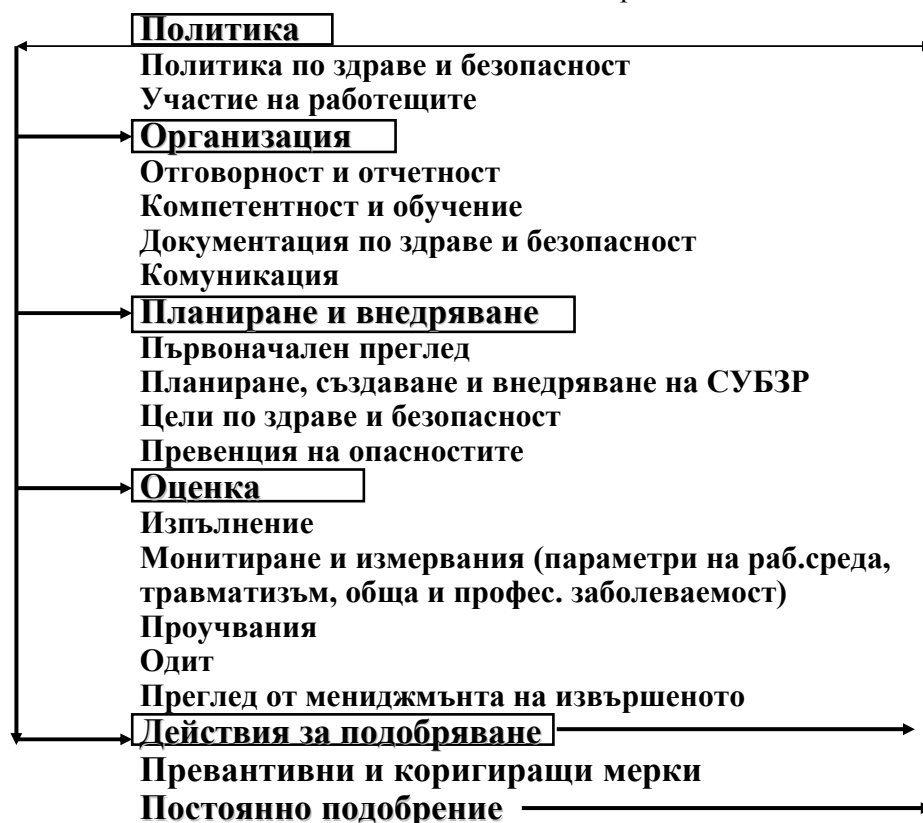 Политика
Политика по здраве и безопасност
Участие на работещите
Организация
Отговорност и отчетност
Компетентност и обучение
Документация по здраве и безопасност
Комуникация
Планиране и внедряване
Първоначален преглед
Планиране, създаване и внедряване на СУБЗР
Цели по здраве и безопасност
Превенция на опасностите
Оценка
Изпълнение
Монитиране и измервания (параметри на раб.среда,
травматизъм, обща и профес. заболеваемост)
Проучвания
Одит
Преглед от мениджмънта на извършеното
Действия за подобряване
Превантивни и коригиращи мерки
Постоянно подобрение